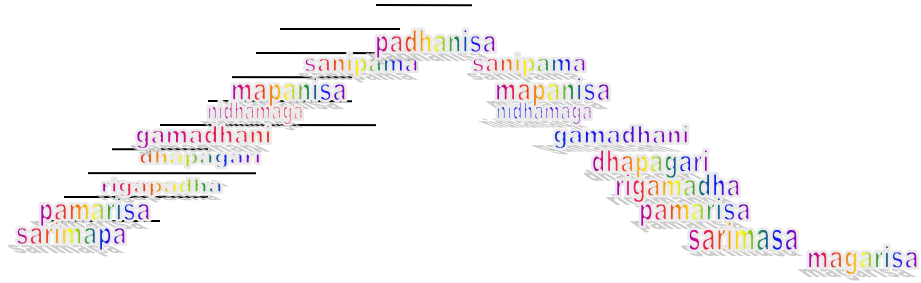 padhanisa
sanipama sanipama
mapanisa mapanisa
nidhamaga nidhamaga
gamadhani gamadhani
dhapagari dhapagari
rigapadha rigamadha
pamarisa pamarisa
sarimapa sarimasa
magarisa